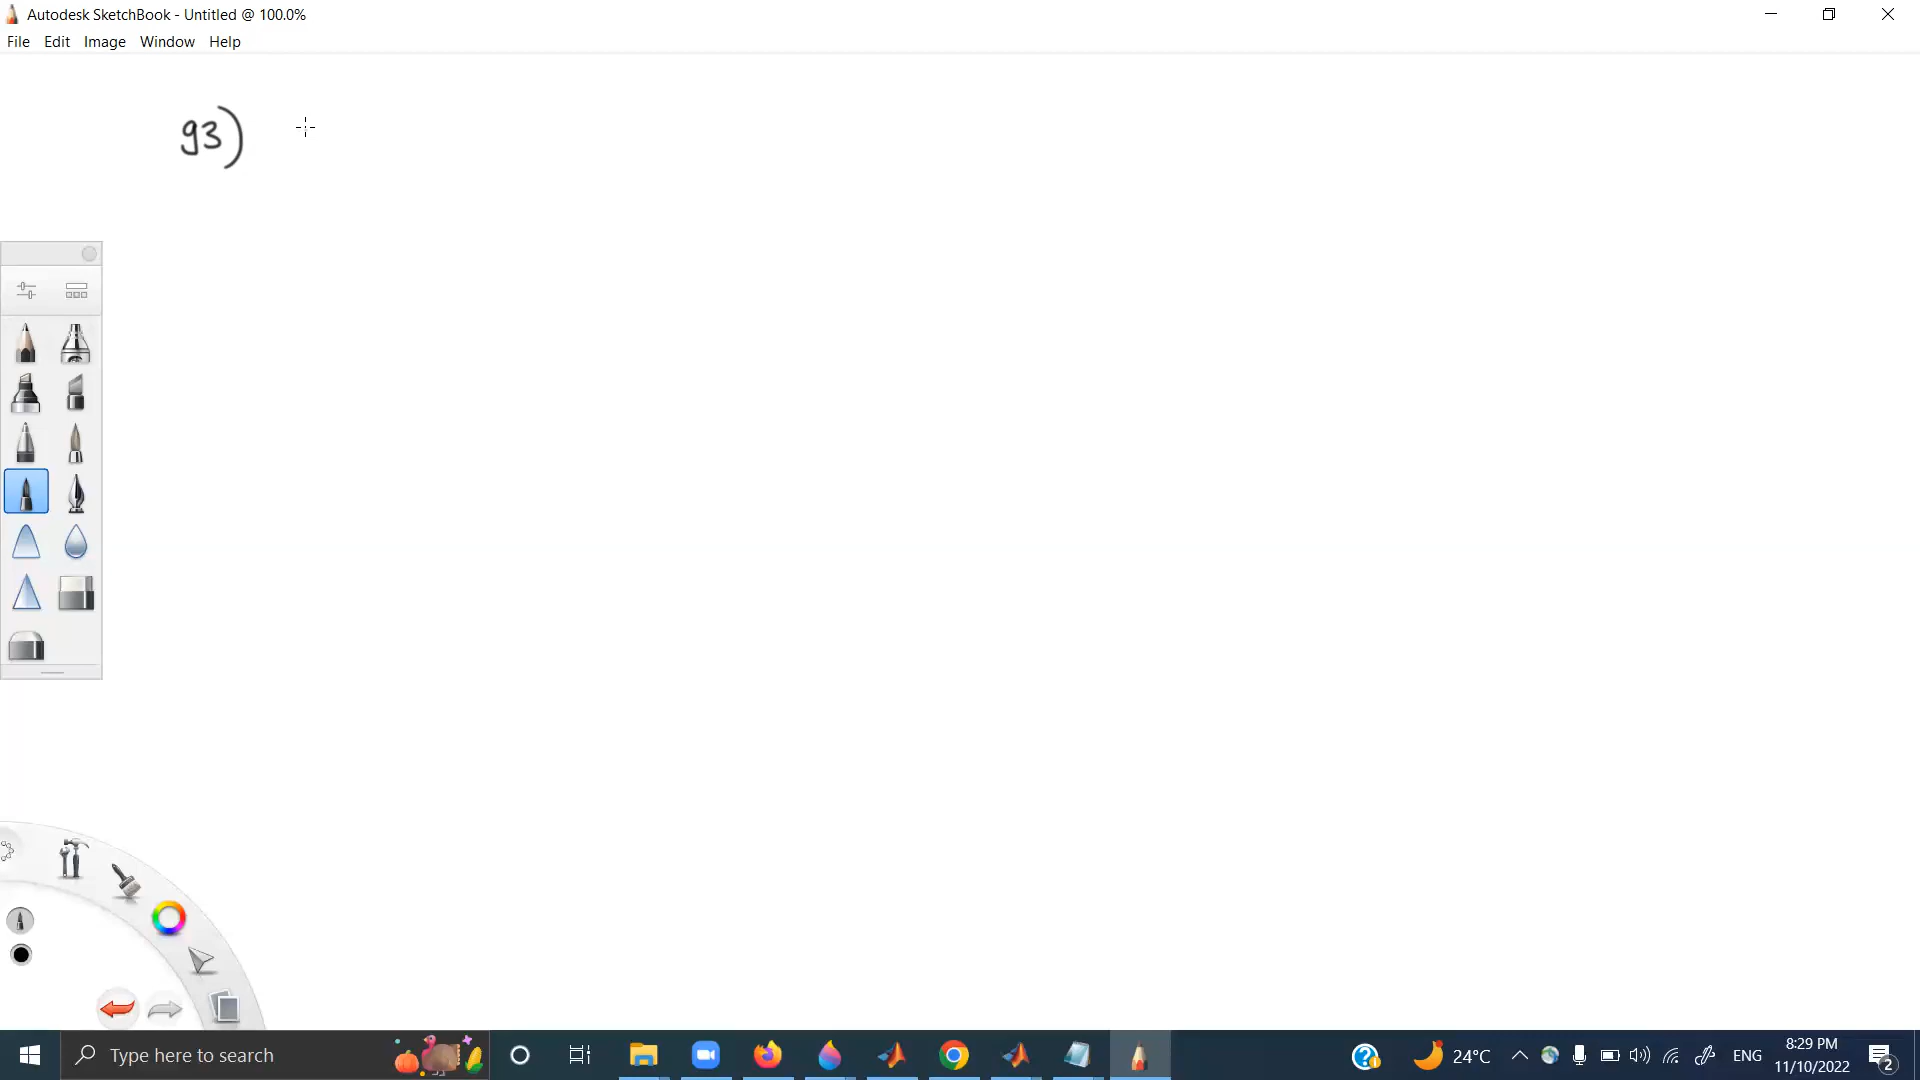 Autodesk SketchBook - Untitled @ 100.0%
File Edit Image Window Help
93)
Type here to search
24°C
ENG
8:29 PM
11/10/2022
2